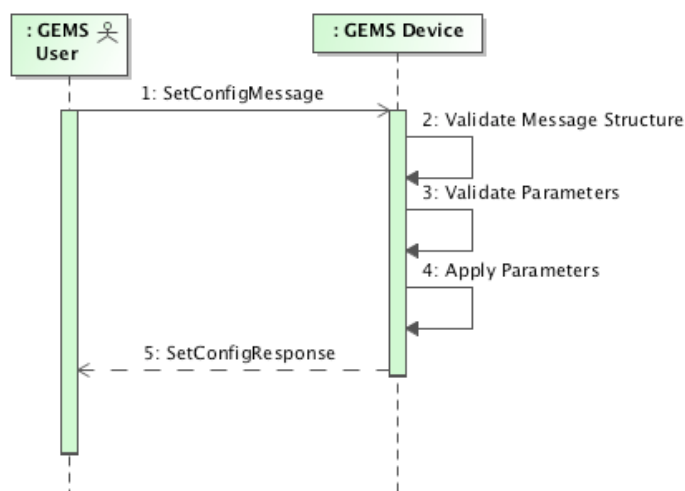 : GEMS
User
: GEMS Device
1: SetConfigMessage
2: Validate Message Structure
3: Validate Parameters
4: Apply Parameters
5: SetConfigResponse